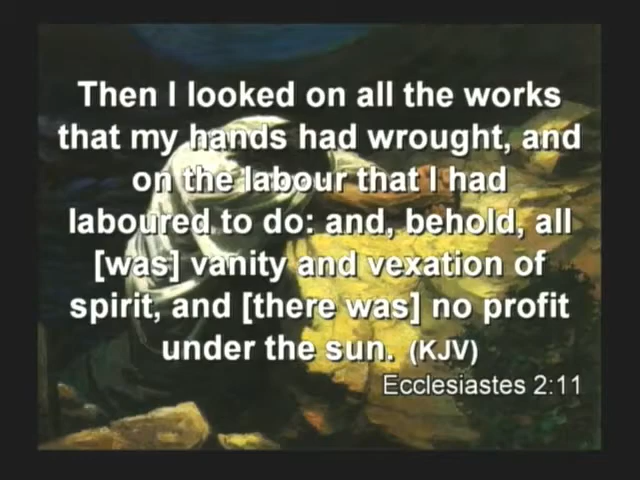 Then I looked on all the works
that my hands had wrought, and
on the labour that I had
laboured to do: and, behold, all
[was] vanity and vexation of
spirit, and [there was] no profit
under the sun. (KJV)
Ecclesiastes 2:11